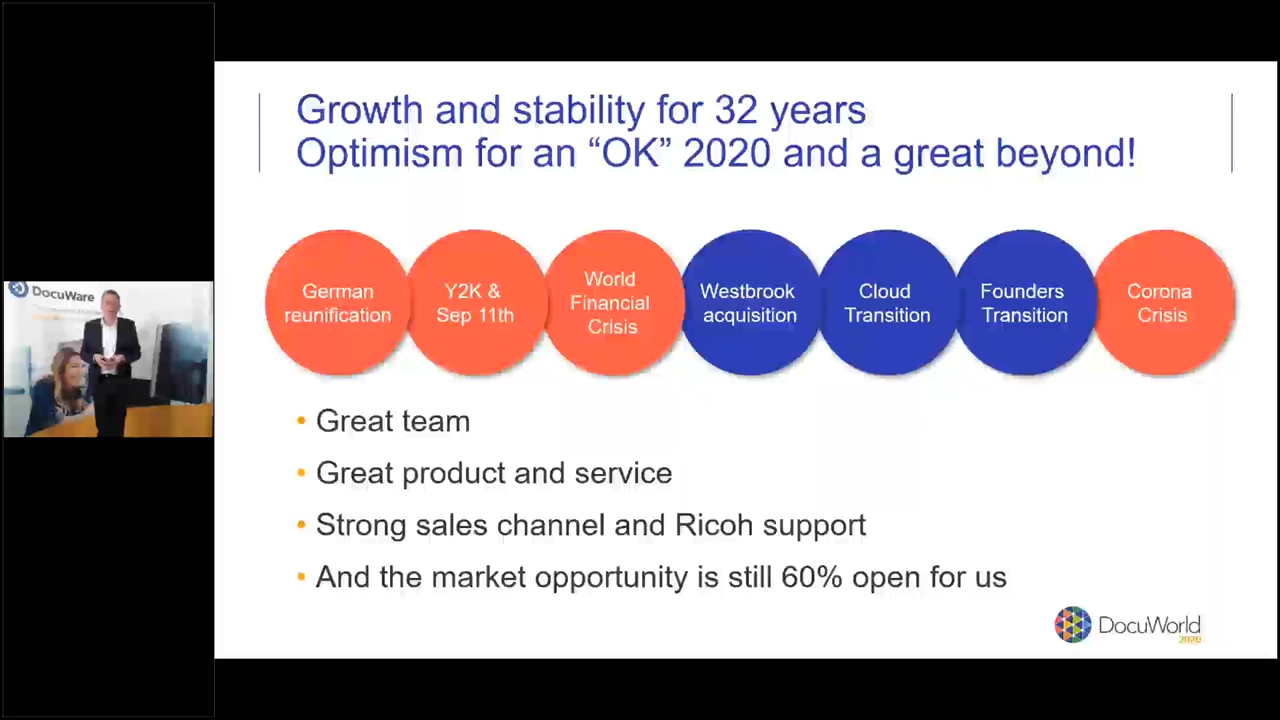 Growth and stability for 32 years
Optimism for an “OK” 2020 and a great beyond!
German
reunification
Y2K &
Sep 11th
World
Financial
Crisis
Westbrook
acquisition
Cloud
Transition
Founders
Transition
Corona
Crisis
• Great team
• Great product and service
• Strong sales channel and Ricoh support
• And the market opportunity is still 60% open for us
DocuWare
DocuWorld
2020